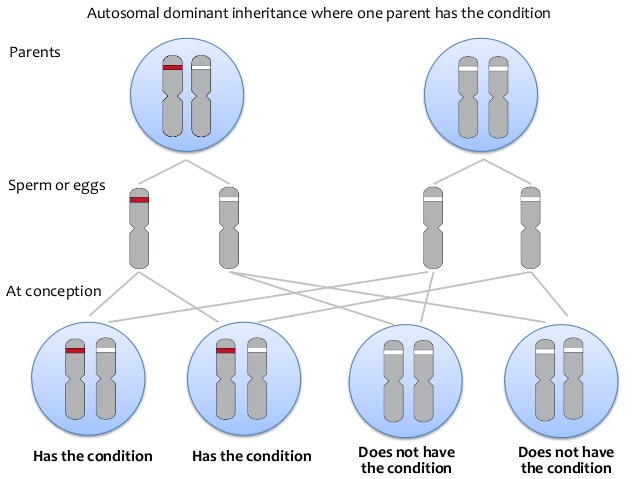 Autosomal dominant inheritance where one parent has the condition
Parents
Sperm or eggs
At conception
Has the condition
Has the condition
Does not have
the condition
Does not have
the condition